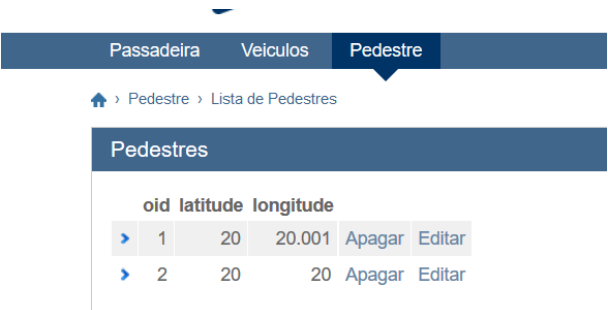 Passadeira Veiculos Pedestre
› Pedestre › Lista de Pedestres
Pedestres
oid latitude longitude
1 20 20.001 Apagar Editar
2 20 20 Apagar Editar